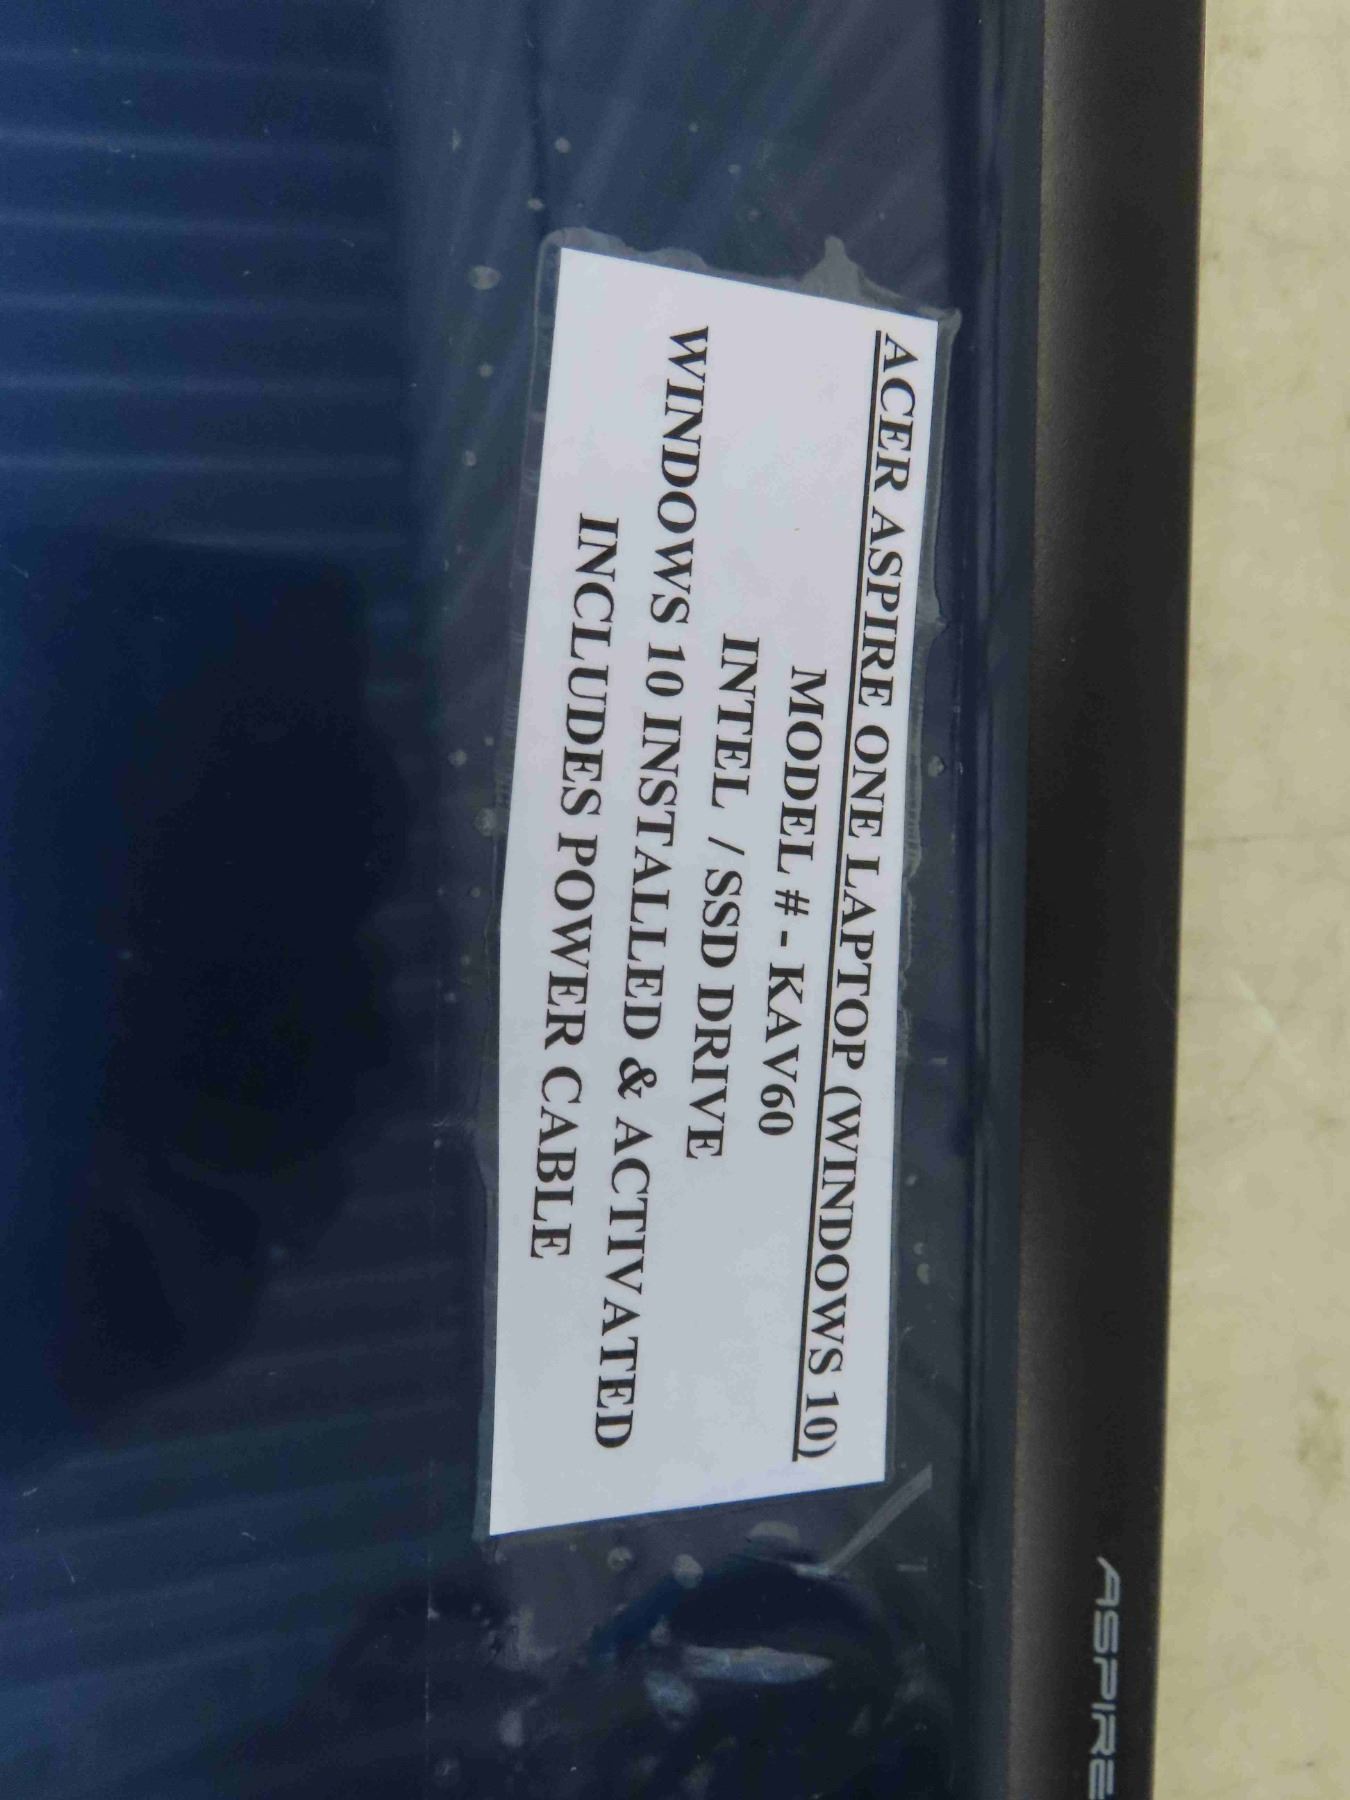 ACER ASPIRE ONE LAPTOP (WINDOWS 10)
MODEL # - KAV60
INTEL / SSD DRIVE
WINDOWS 10 INSTALLED & ACTIVATED
INCLUDES POWER CABLE
ASPIRE